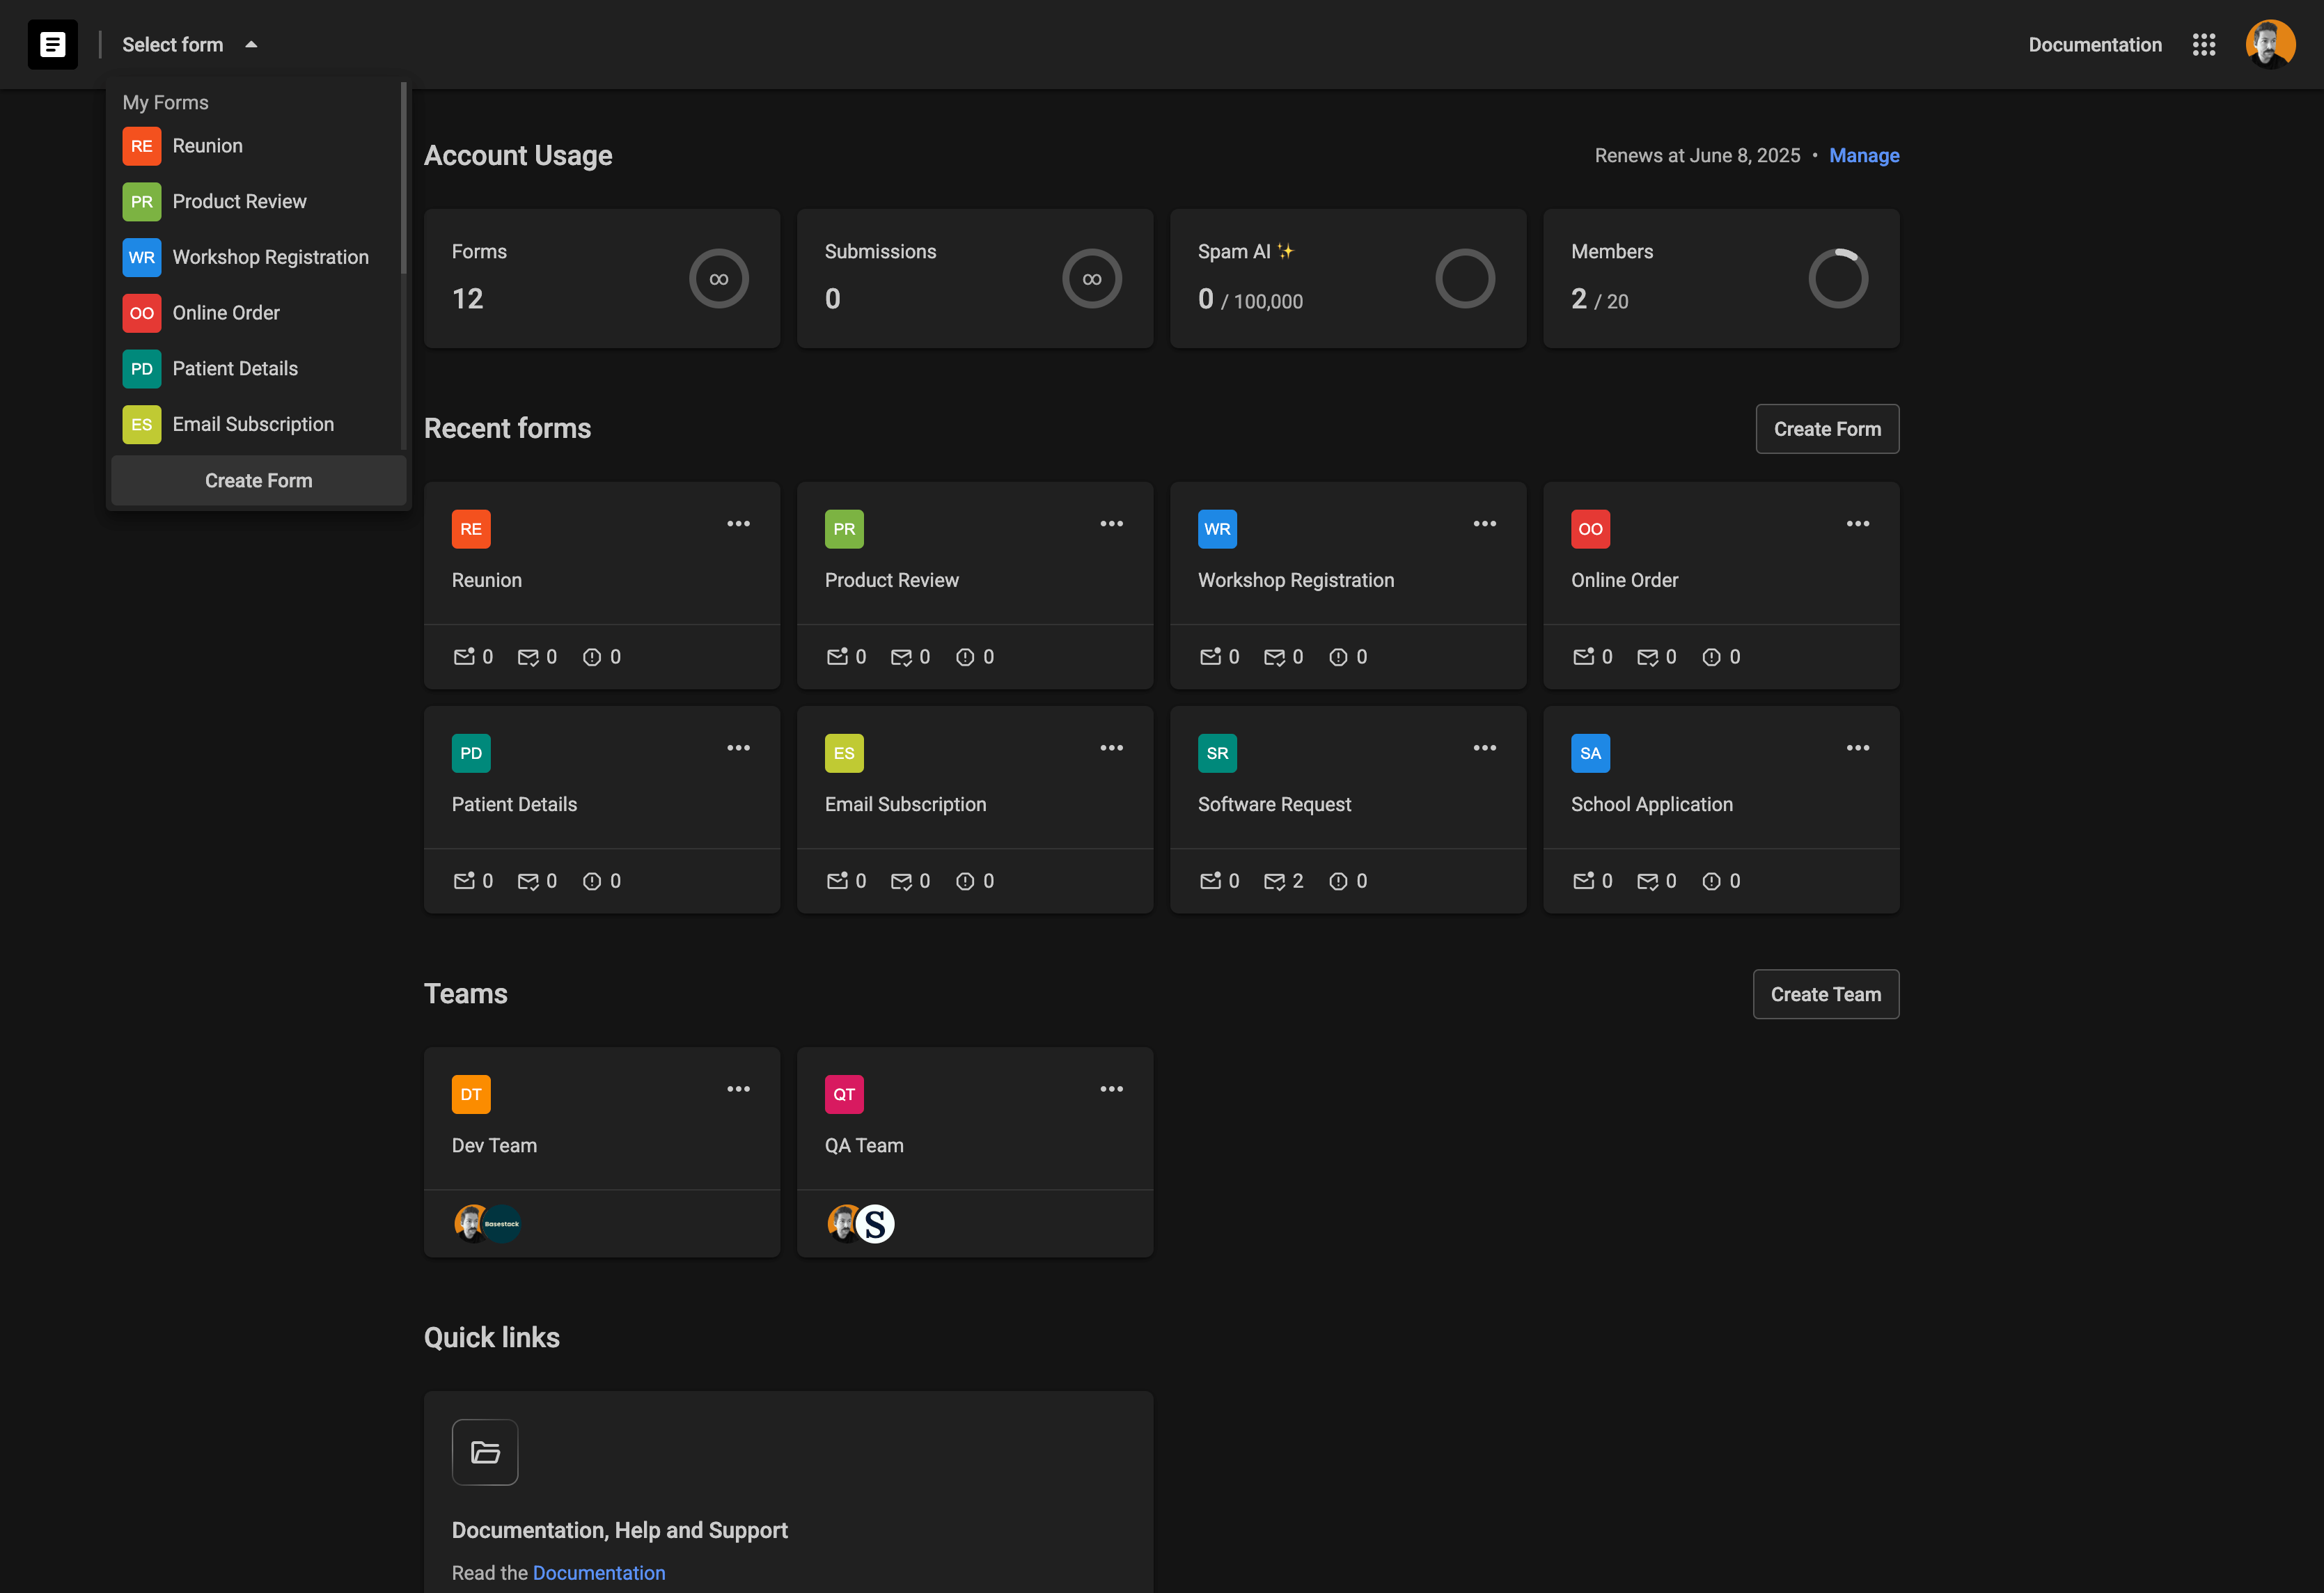 Select form
Documentation
My Forms
RE Reunion
PR Product Review
WR Workshop Registration
OO Online Order
PD Patient Details
ES Email Subscription
Create Form
Account Usage
Renews at June 8, 2025 • Manage
Forms
12
∞
Submissions
0
∞
Spam AI ✨
0 / 100,000
Members
2 / 20
Recent forms
Create Form
RE
Reunion
0 0 0
PR
Product Review
0 0 0
WR
Workshop Registration
0 0 0
OO
Online Order
0 0 0
PD
Patient Details
0 0 0
ES
Email Subscription
0 0 0
SR
Software Request
0 2 0
SA
School Application
0 0 0
Teams
Create Team
DT
Dev Team
Basestack
QT
QA Team
S
Quick links
Documentation, Help and Support
Read the Documentation